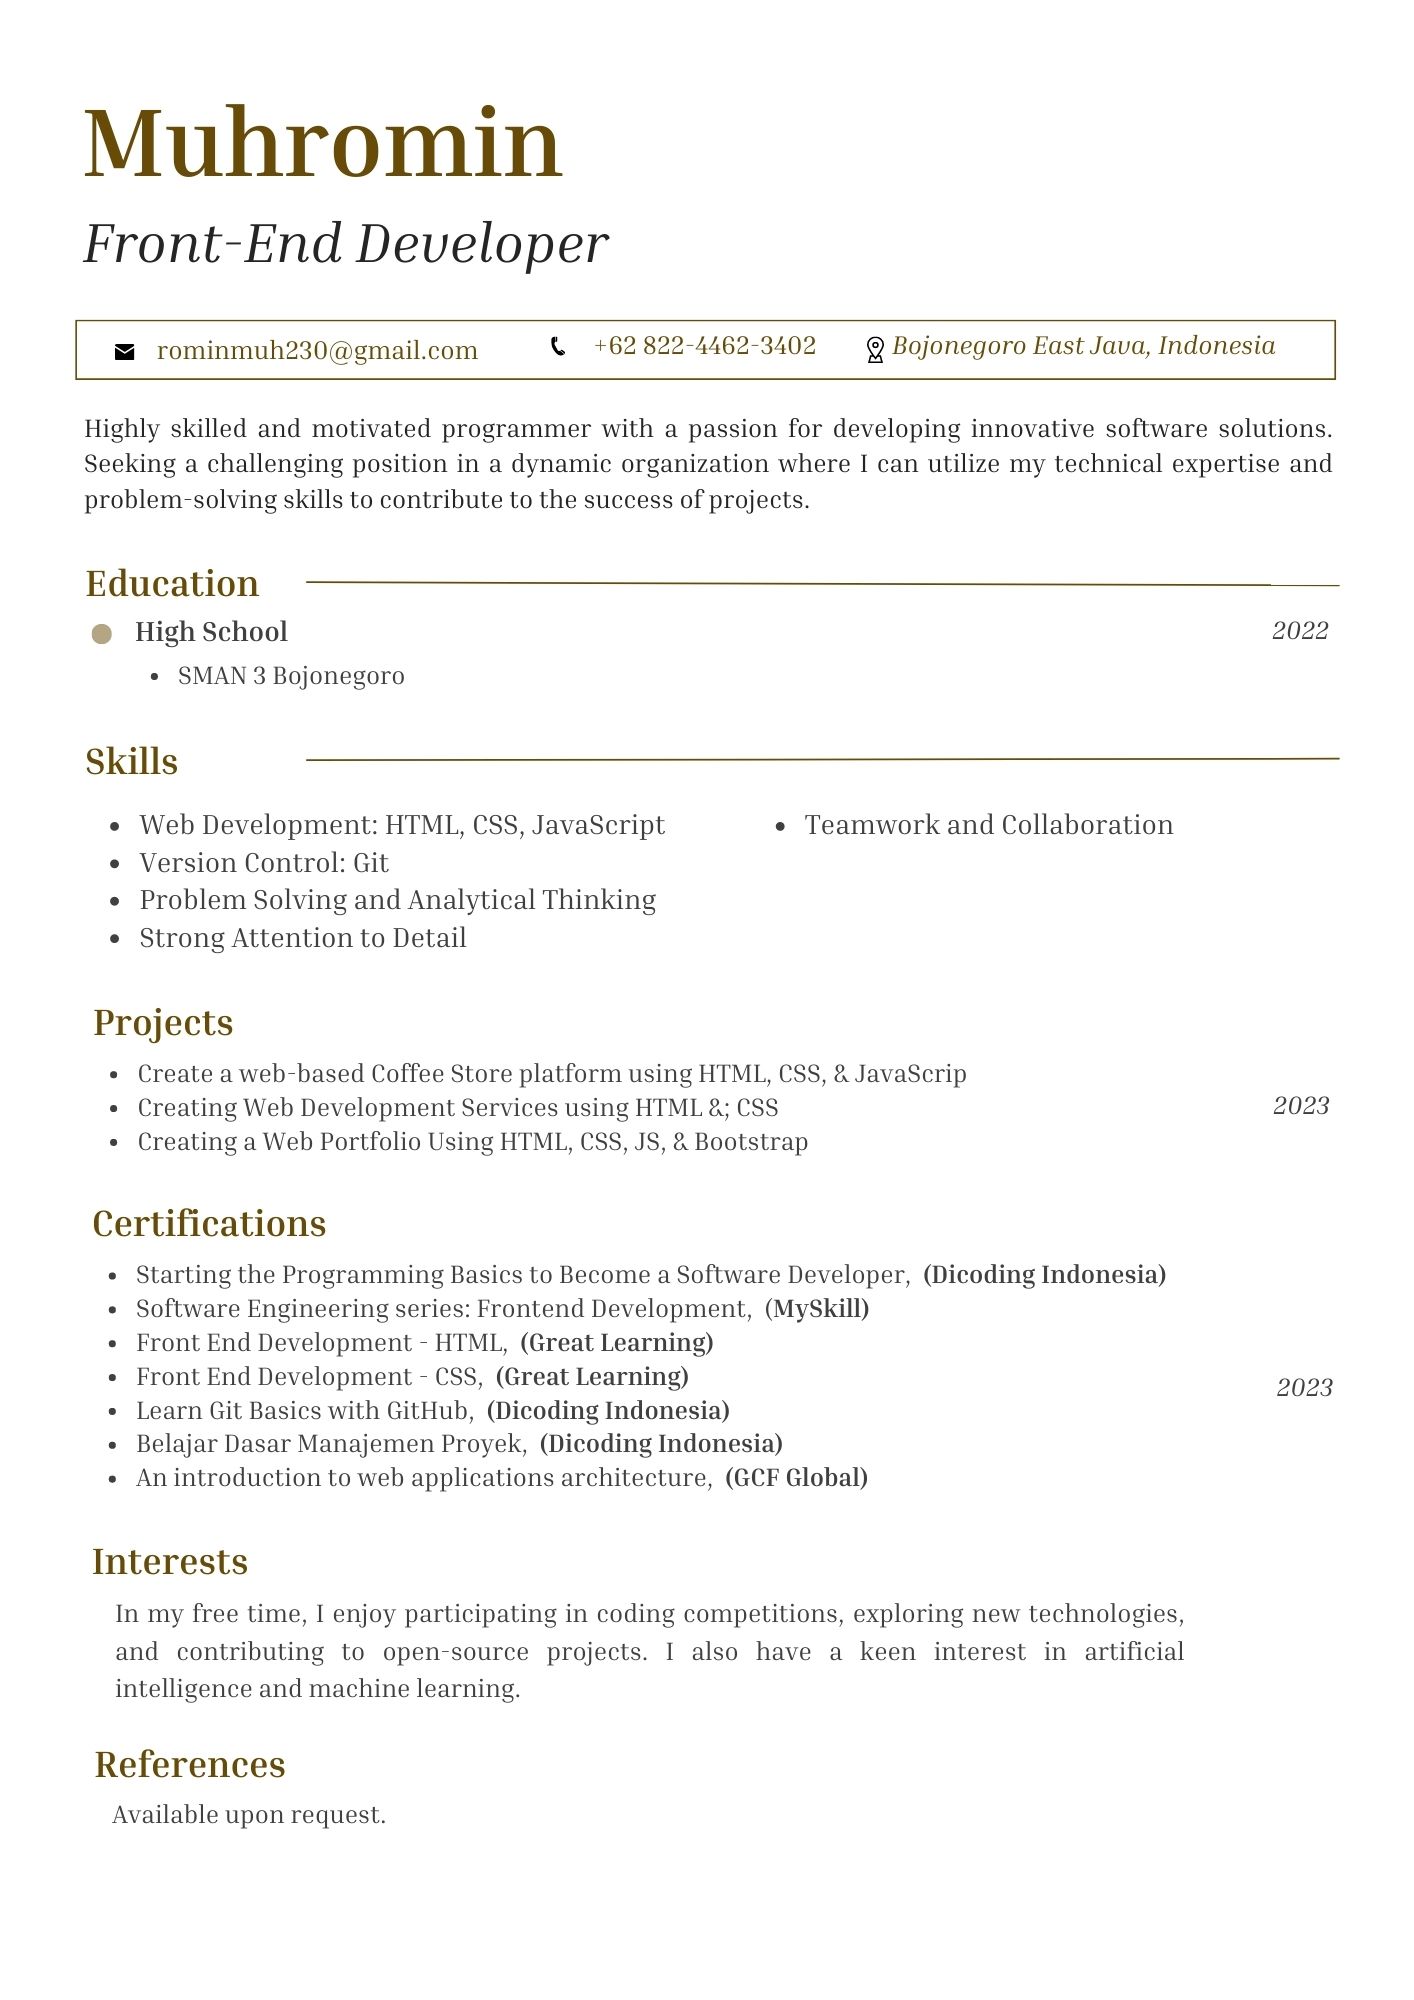 Muhromin
Front-End Developer
rominmuh230@gmail.com
+62 822-4462-3402
Bojonegoro East Java, Indonesia
Highly skilled and motivated programmer with a passion for developing innovative software solutions.
Seeking a challenging position in a dynamic organization where I can utilize my technical expertise and
problem-solving skills to contribute to the success of projects.
Education
High School
2022
• SMAN 3 Bojonegoro
Skills
• Web Development: HTML, CSS, JavaScript
• Version Control: Git
• Problem Solving and Analytical Thinking
• Strong Attention to Detail
• Teamwork and Collaboration
Projects
• Create a web-based Coffee Store platform using HTML, CSS, & JavaScrip
• Creating Web Development Services using HTML &; CSS
• Creating a Web Portfolio Using HTML, CSS, JS, & Bootstrap
2023
Certifications
• Starting the Programming Basics to Become a Software Developer, (Dicoding Indonesia)
• Software Engineering series: Frontend Development, (MySkill)
• Front End Development - HTML, (Great Learning)
• Front End Development - CSS, (Great Learning)
• Learn Git Basics with GitHub, (Dicoding Indonesia)
• Belajar Dasar Manajemen Proyek, (Dicoding Indonesia)
• An introduction to web applications architecture, (GCF Global)
2023
Interests
In my free time, I enjoy participating in coding competitions, exploring new technologies,
and contributing to open-source projects. I also have a keen interest in artificial
intelligence and machine learning.
References
Available upon request.